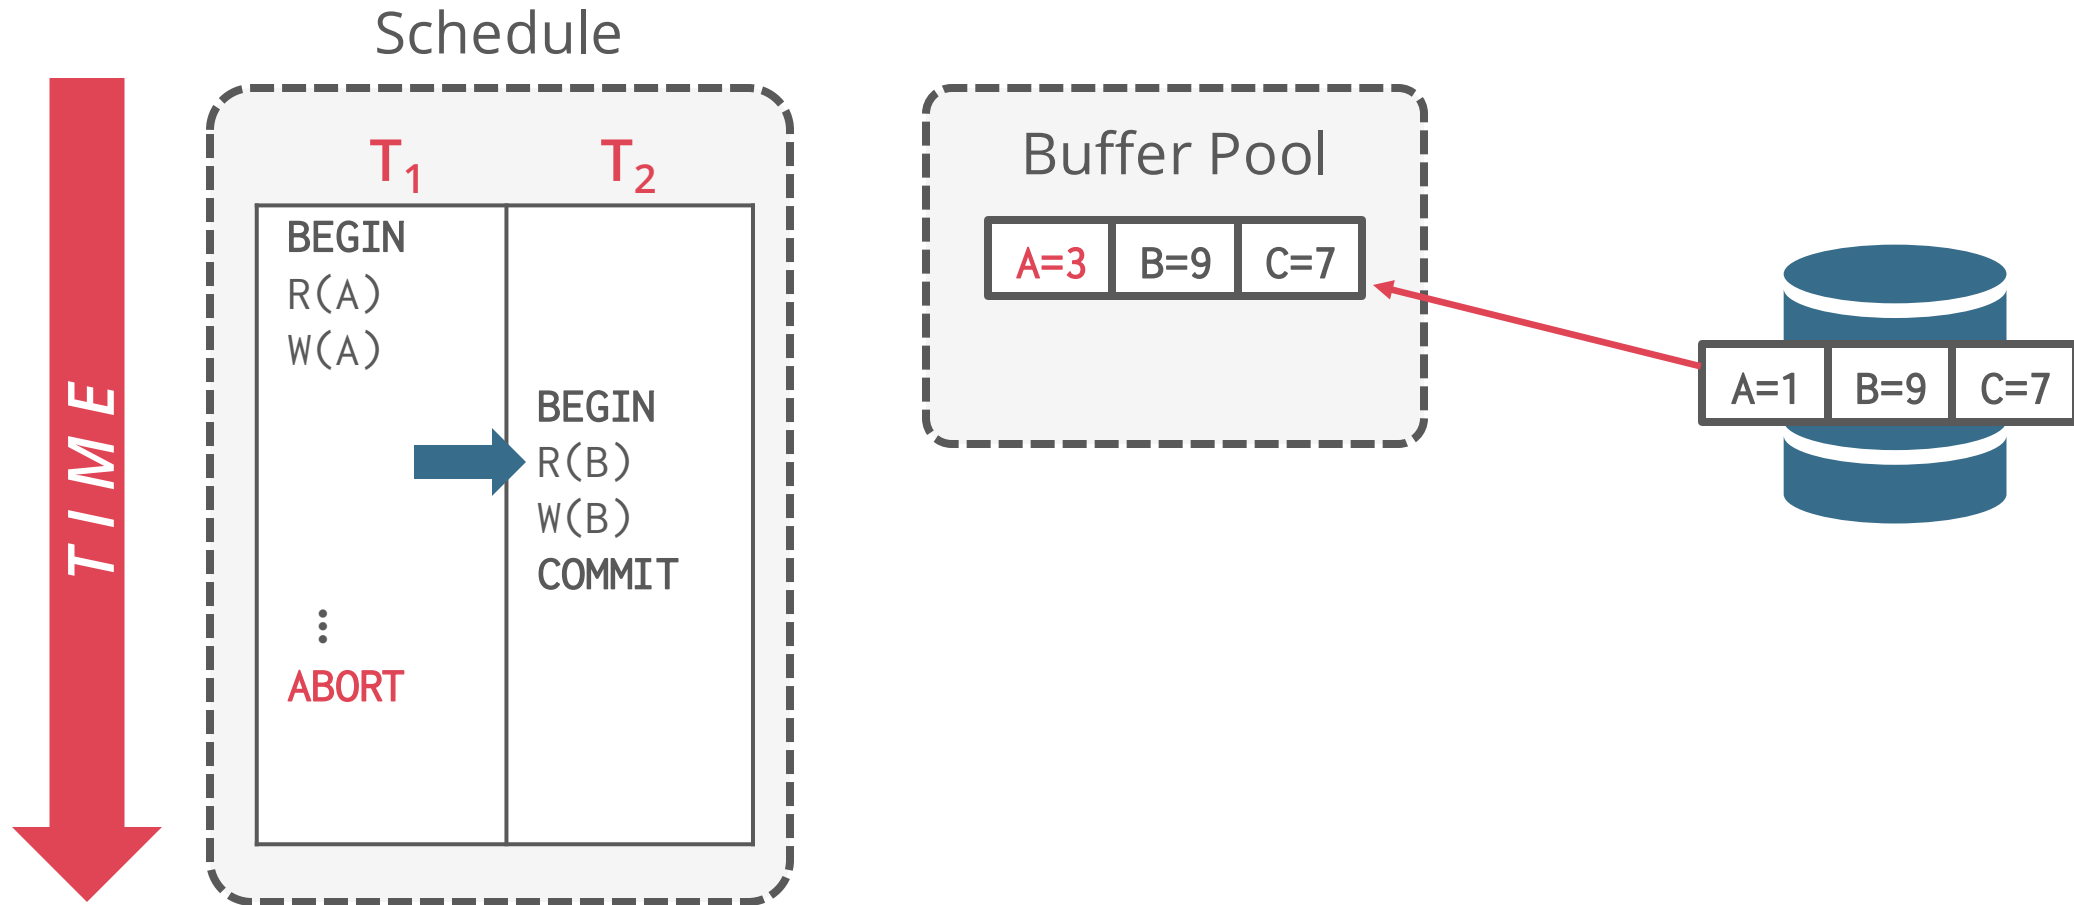 Schedule
TIME
T1
T2
BEGIN
R(A)
W(A)
BEGIN
R(B)
W(B)
COMMIT
⋮
ABORT
Buffer Pool
A=3 B=9 C=7
A=1 B=9 C=7